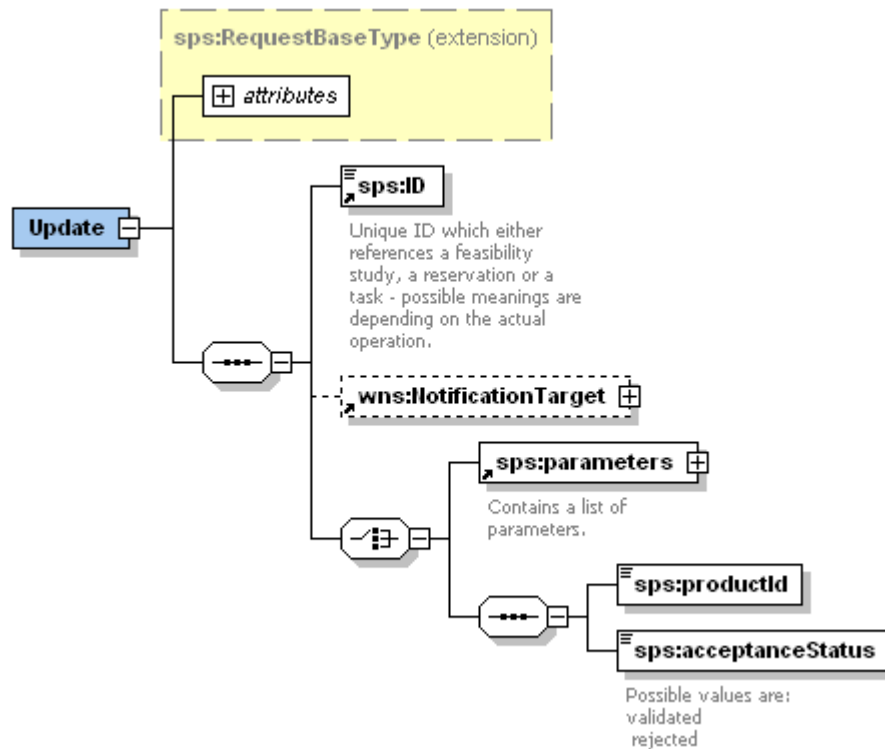 sps:RequestBaseType (extension)
attributes
sps:ID
Unique ID which either
references a feasibility
study, a reservation or a
task - possible meanings are
depending on the actual
operation.
Update
wns:NotificationTarget
sps:parameters
Contains a list of
parameters.
sps:productId
sps:acceptanceStatus
Possible values are:
validated
rejected